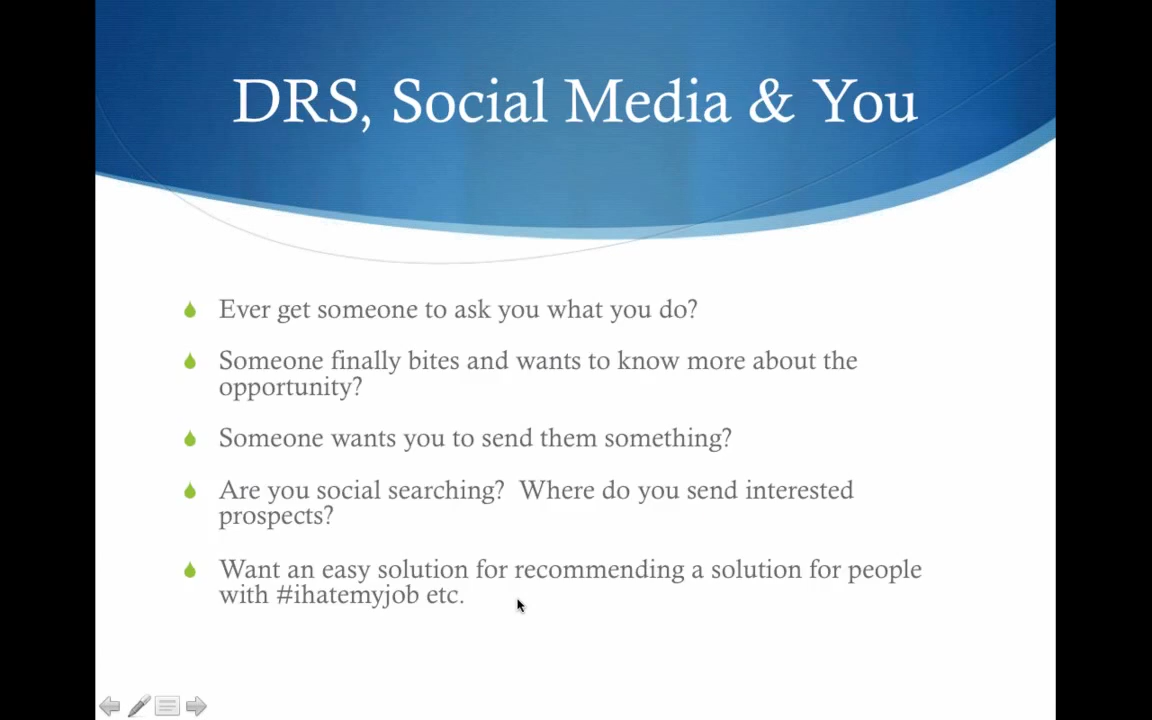 DRS, Social Media & You
Ever get someone to ask you what you do?
Someone finally bites and wants to know more about the
opportunity?
Someone wants you to send them something?
Are you social searching?  Where do you send interested
prospects?
Want an easy solution for recommending a solution for people
with #ihatemyjob etc.